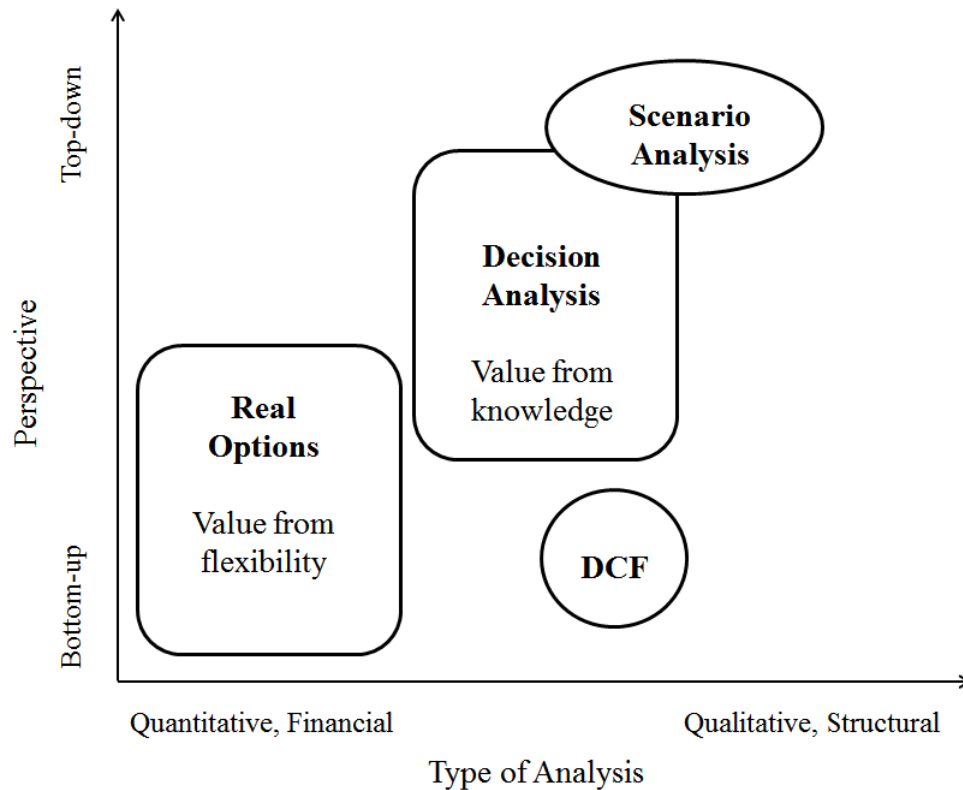 Top-down
Scenario
Analysis
Decision
Analysis
Value from
knowledge
Perspective
Real
Options
Value from
flexibility
DCF
Bottom-up
Quantitative, Financial
Qualitative, Structural
Type of Analysis